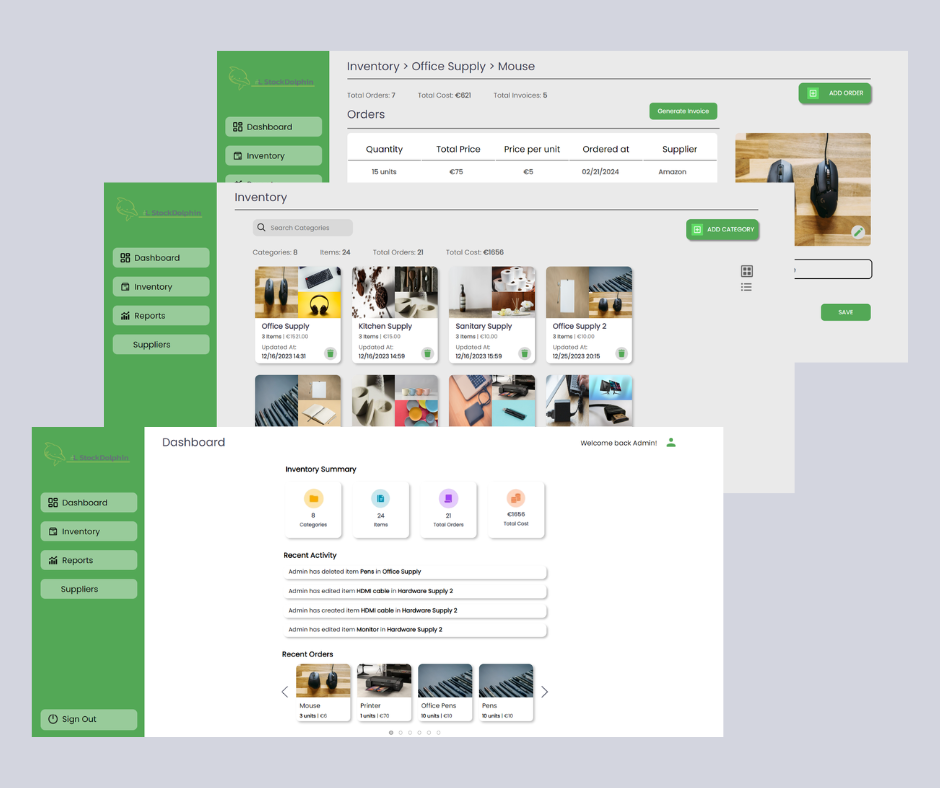 Inventory > Office Supply > Mouse
StockDolphin
Total Orders: 7 Total Cost: €621 Total Invoices: 5
ADD ORDER
Orders
Generate Invoice
Dashboard
Inventory
Quantity Total Price Price per unit Ordered at Supplier
15 units €75 €5 02/21/2024 Amazon
SAVE
Inventory
StockDolphin
Search Categories
ADD CATEGORY
Categories: 8 Items: 24 Total Orders: 21 Total Cost: €1656
Dashboard
Inventory
Reports
Suppliers
Office Supply
3 Items | €1531.00
Updated At:
12/16/2023 14:31
Kitchen Supply
3 Items | €15.00
Updated At:
12/16/2023 14:59
Sanitary Supply
3 Items | €10.00
Updated At:
12/16/2023 15:59
Office Supply 2
3 Items | €10.00
Updated At:
12/25/2023 20:15
Dashboard
Welcome back Admin!
StockDolphin
Dashboard
Inventory
Reports
Suppliers
Sign Out
Inventory Summary
8
Categories
24
Items
21
Total Orders
€1656
Total Cost
Recent Activity
Admin has deleted item Pens in Office Supply
Admin has edited item HDMI cable in Hardware Supply 2
Admin has created item HDMI cable in Hardware Supply 2
Admin has edited item Monitor in Hardware Supply 2
Recent Orders
Mouse
3 units | €6
Printer
1 units | €70
Office Pens
10 units | €10
Pens
10 units | €10